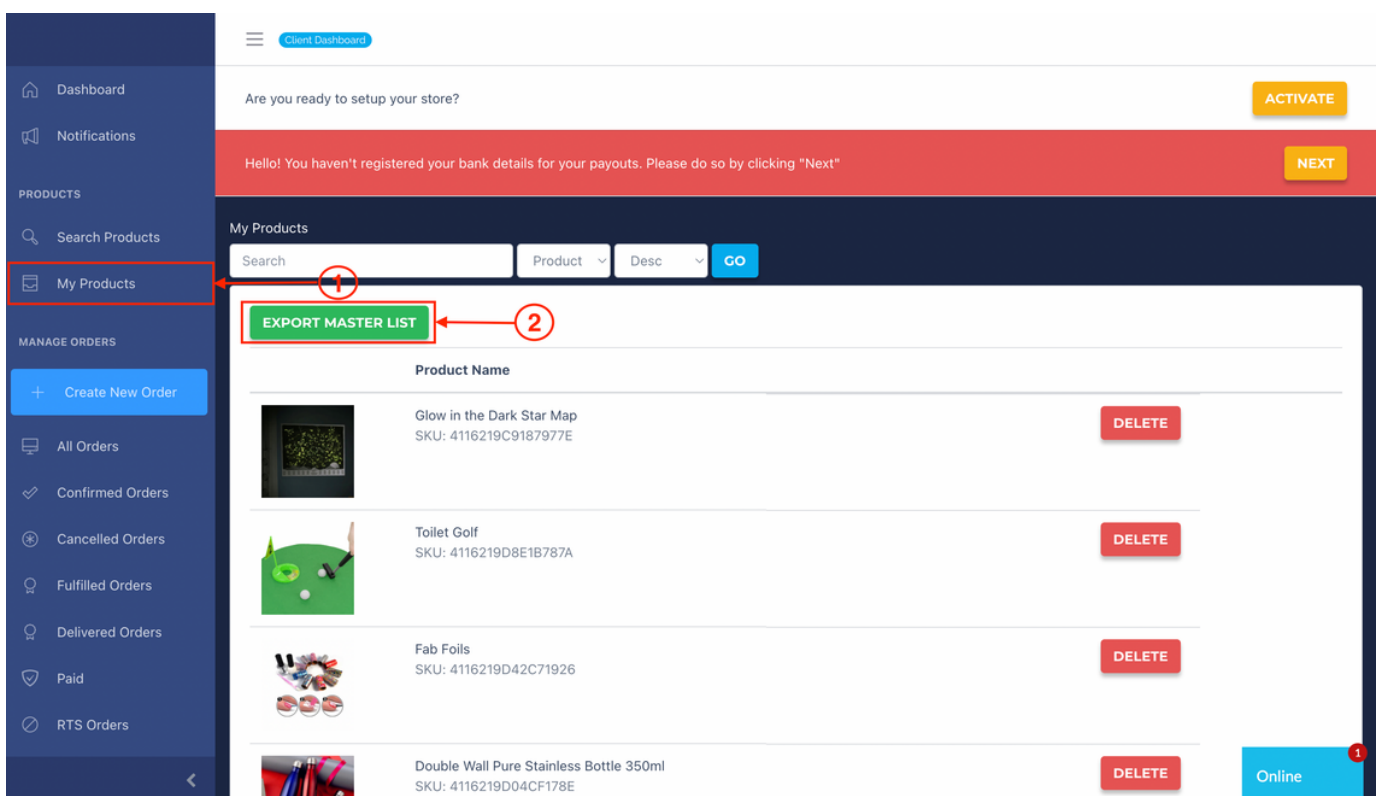 Client Dashboard
Dashboard
Notifications
PRODUCTS
Search Products
My Products
MANAGE ORDERS
+ Create New Order
All Orders
Confirmed Orders
Cancelled Orders
Fulfilled Orders
Delivered Orders
Paid
RTS Orders
Are you ready to setup your store?
ACTIVATE
Hello! You haven't registered your bank details for your payouts. Please do so by clicking "Next"
NEXT
My Products
Search
Product
Desc
GO
1
EXPORT MASTER LIST
2
Product Name
Glow in the Dark Star Map
SKU: 4116219C9187977E
DELETE
Toilet Golf
SKU: 4116219D8E1B787A
DELETE
Fab Foils
SKU: 4116219D42C71926
DELETE
Double Wall Pure Stainless Bottle 350ml
SKU: 4116219D04CF178E
DELETE
Online
1